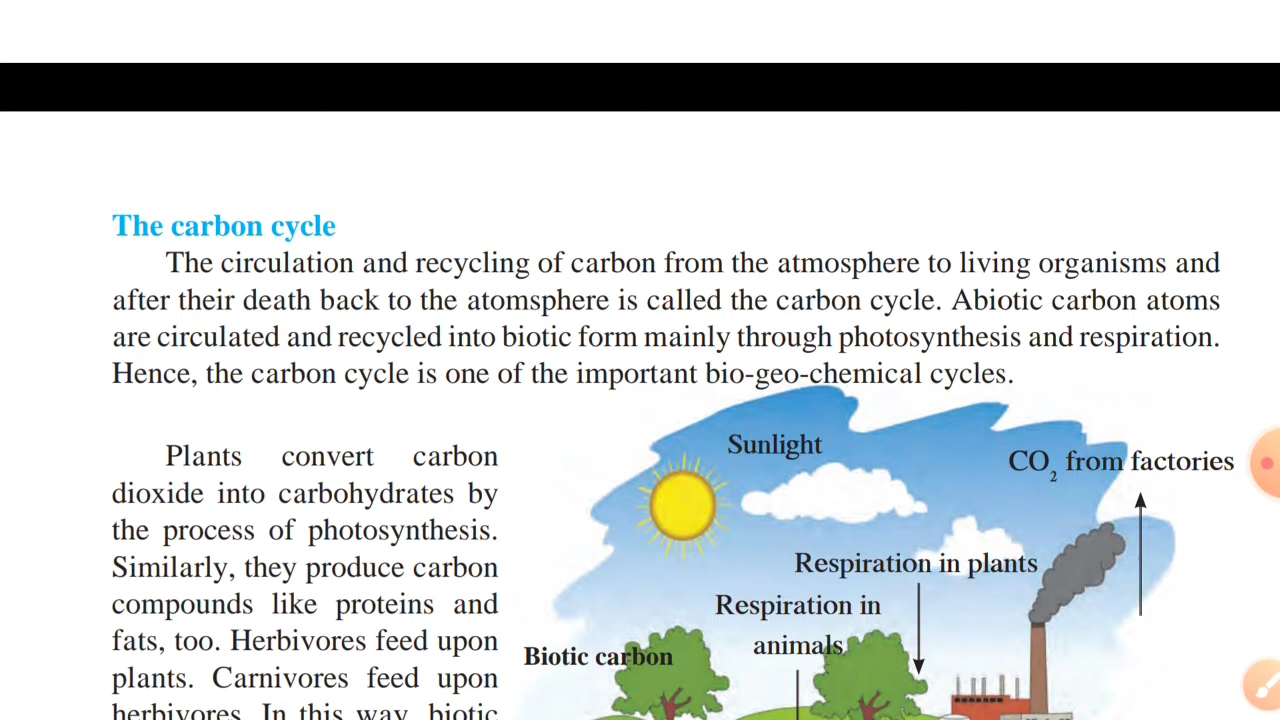 The carbon cycle
The circulation and recycling of carbon from the atmosphere to living organisms and
after their death back to the atomsphere is called the carbon cycle. Abiotic carbon atoms
are circulated and recycled into biotic form mainly through photosynthesis and respiration.
Hence, the carbon cycle is one of the important bio-geo-chemical cycles.
Plants convert carbon
dioxide into carbohydrates by
the process of photosynthesis.
Similarly, they produce carbon
compounds like proteins and
fats, too. Herbivores feed upon
plants. Carnivores feed upon
herbivores. In this way, biotic
Sunlight
CO₂ from factories
Respiration in plants
Respiration in
animals
Biotic carbon